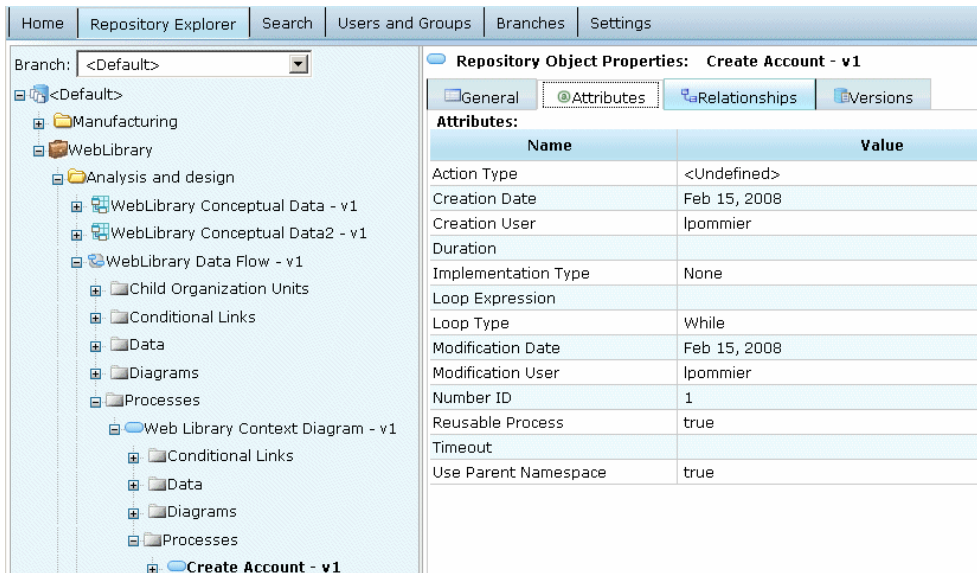 Home Repository Explorer Search Users and Groups Branches Settings
Branch: <Default>
<Default>
Manufacturing
WebLibrary
Analysis and design
WebLibrary Conceptual Data - v1
WebLibrary Conceptual Data2 - v1
WebLibrary Data Flow - v1
Child Organization Units
Conditional Links
Data
Diagrams
Processes
Web Library Context Diagram - v1
Conditional Links
Data
Diagrams
Processes
Create Account - v1
Repository Object Properties: Create Account - v1
General Attributes Relationships Versions
Attributes:
Name Value
Action Type <Undefined>
Creation Date Feb 15, 2008
Creation User lpommier
Duration
Implementation Type None
Loop Expression
Loop Type While
Modification Date Feb 15, 2008
Modification User lpommier
Number ID 1
Reusable Process true
Timeout
Use Parent Namespace true